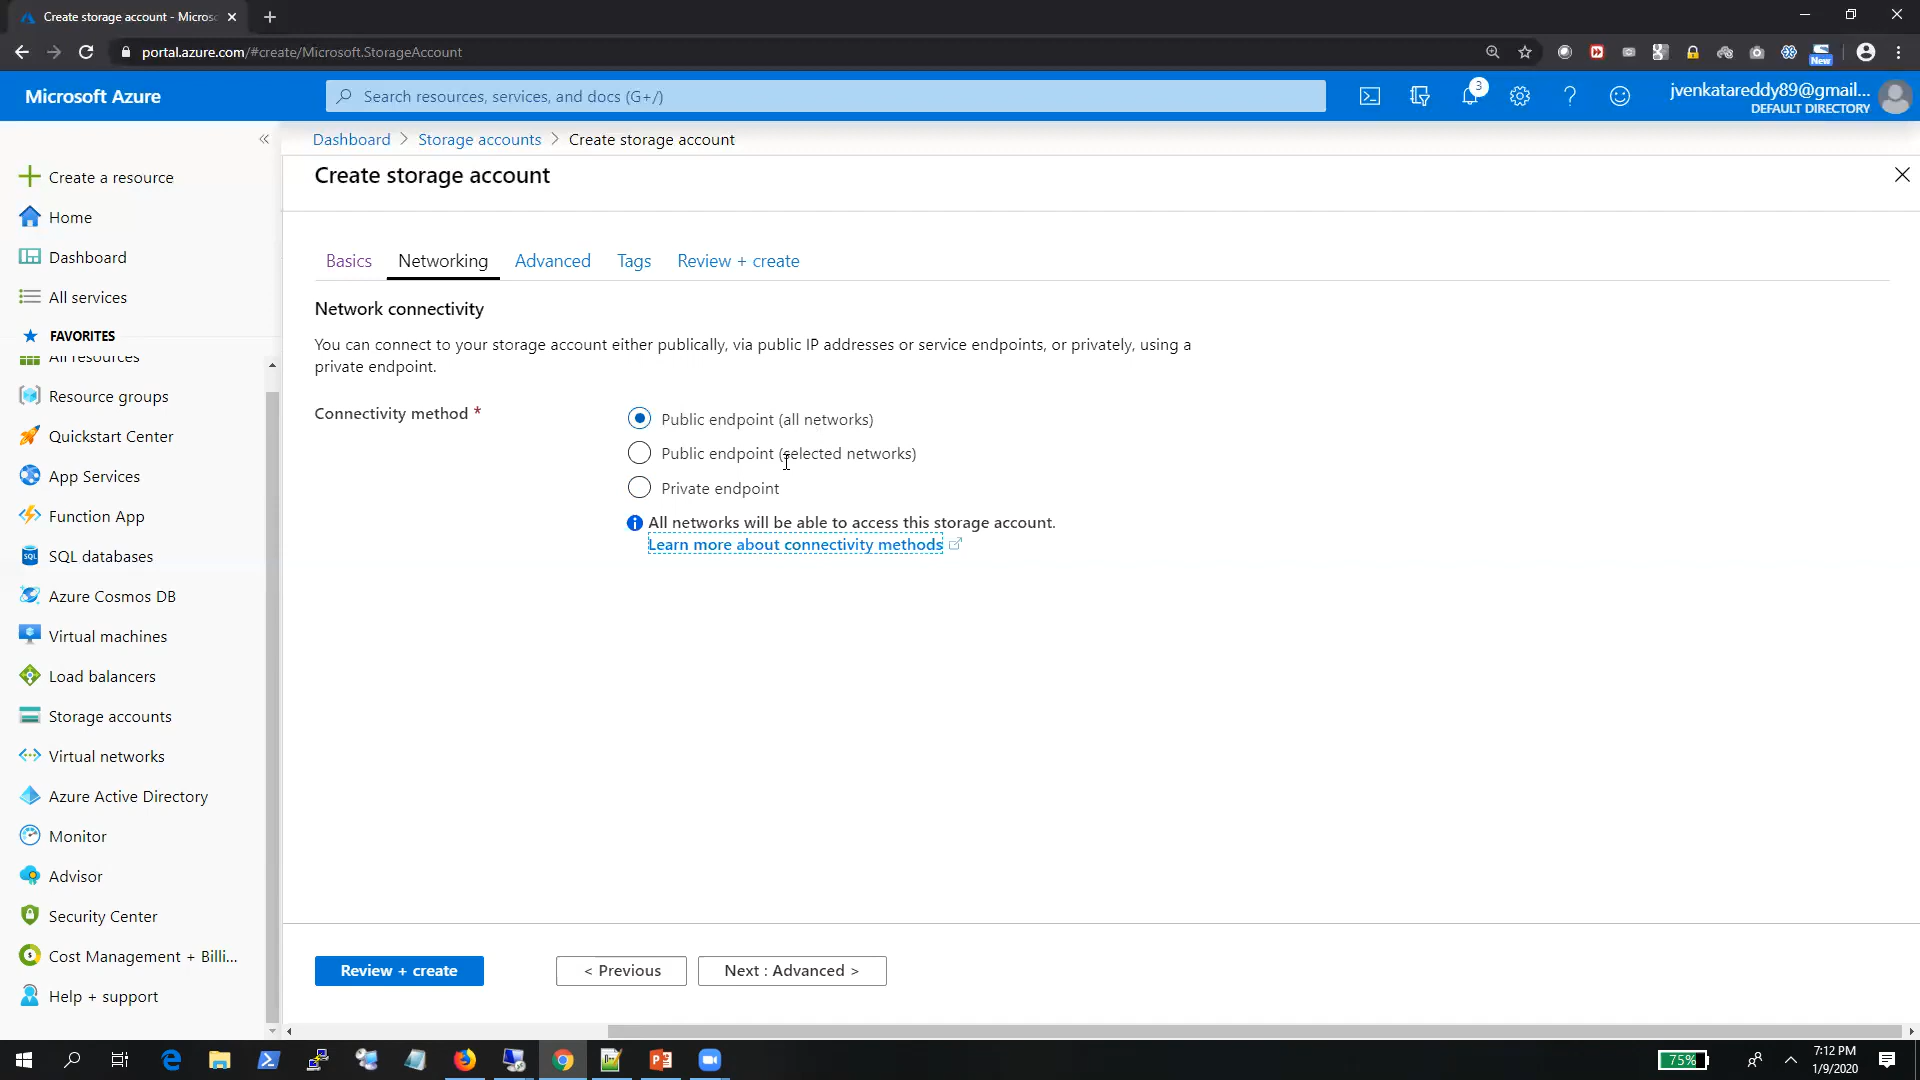 Create storage account - Micros
portal.azure.com/#create/Microsoft.StorageAccount
New
Microsoft Azure
Search resources, services, and docs (G+/)
3
jvenkatareddy89@gmail...
DEFAULT DIRECTORY
Dashboard > Storage accounts > Create storage account
Create storage account
Create a resource
Home
Dashboard
All services
FAVORITES
All resources
Resource groups
Quickstart Center
App Services
Function App
SQL
SQL databases
Azure Cosmos DB
Virtual machines
Load balancers
Storage accounts
Virtual networks
Azure Active Directory
Monitor
Advisor
Security Center
Cost Management + Billi...
Help + support
Basics Networking Advanced Tags Review + create
Network connectivity
You can connect to your storage account either publically, via public IP addresses or service endpoints, or privately, using a
private endpoint.
Connectivity method *
Public endpoint (all networks)
Public endpoint (selected networks)
Private endpoint
All networks will be able to access this storage account.
Learn more about connectivity methods
Review + create
< Previous
Next : Advanced >
75%
7:12 PM
1/9/2020